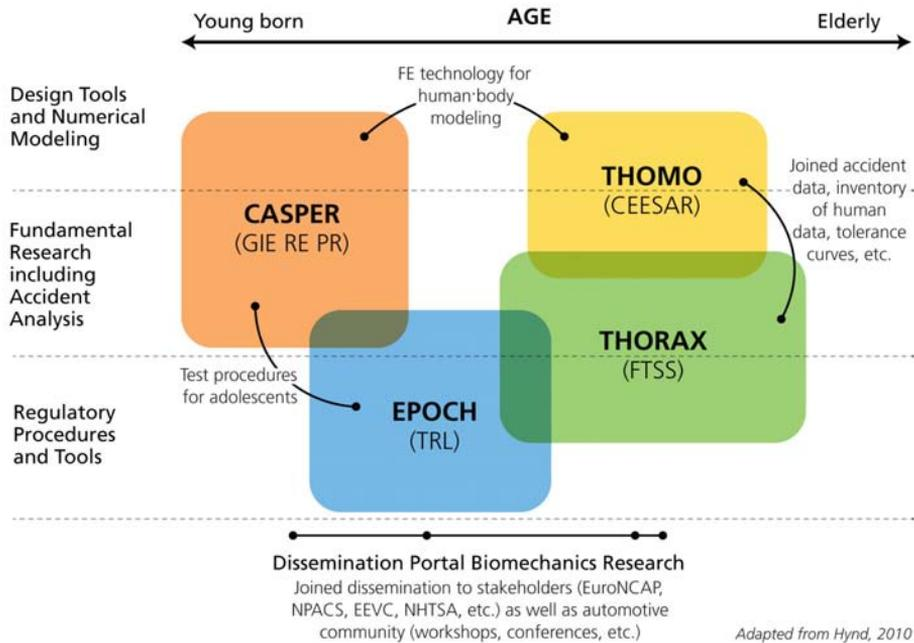 Young born
AGE
Elderly
Design Tools
and Numerical
Modeling
FE technology for
human-body
modeling
THOMO
(CEESAR)
Joined accident
data, inventory
of human
data, tolerance
curves, etc.
CASPER
(GIE RE PR)
Fundamental
Research
including
Accident
Analysis
THORAX
(FTSS)
Test procedures
for adolescents
EPOCH
(TRL)
Regulatory
Procedures
and Tools
Dissemination Portal Biomechanics Research
Joined dissemination to stakeholders (EuroNCAP,
NPACS, EEVC, NHTSA, etc.) as well as automotive
community (workshops, conferences, etc.)
Adapted from Hynd, 2010